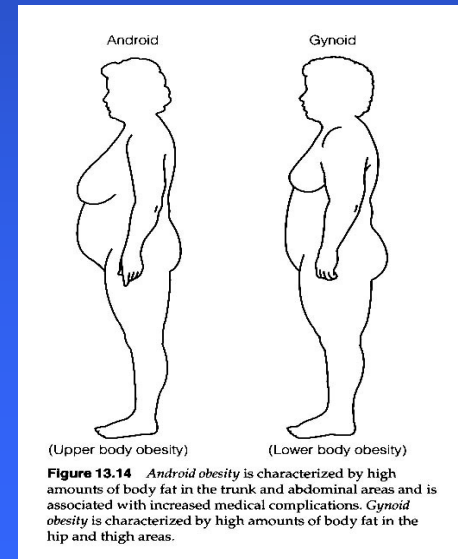 Android Gynoid
(Upper body obesity) (Lower body obesity)
Figure 13.14 Android obesity is characterized by high
amounts of body fat in the trunk and abdominal areas and is
associated with increased medical complications. Gynoid
obesity is characterized by high amounts of body fat in the
hip and thigh areas.